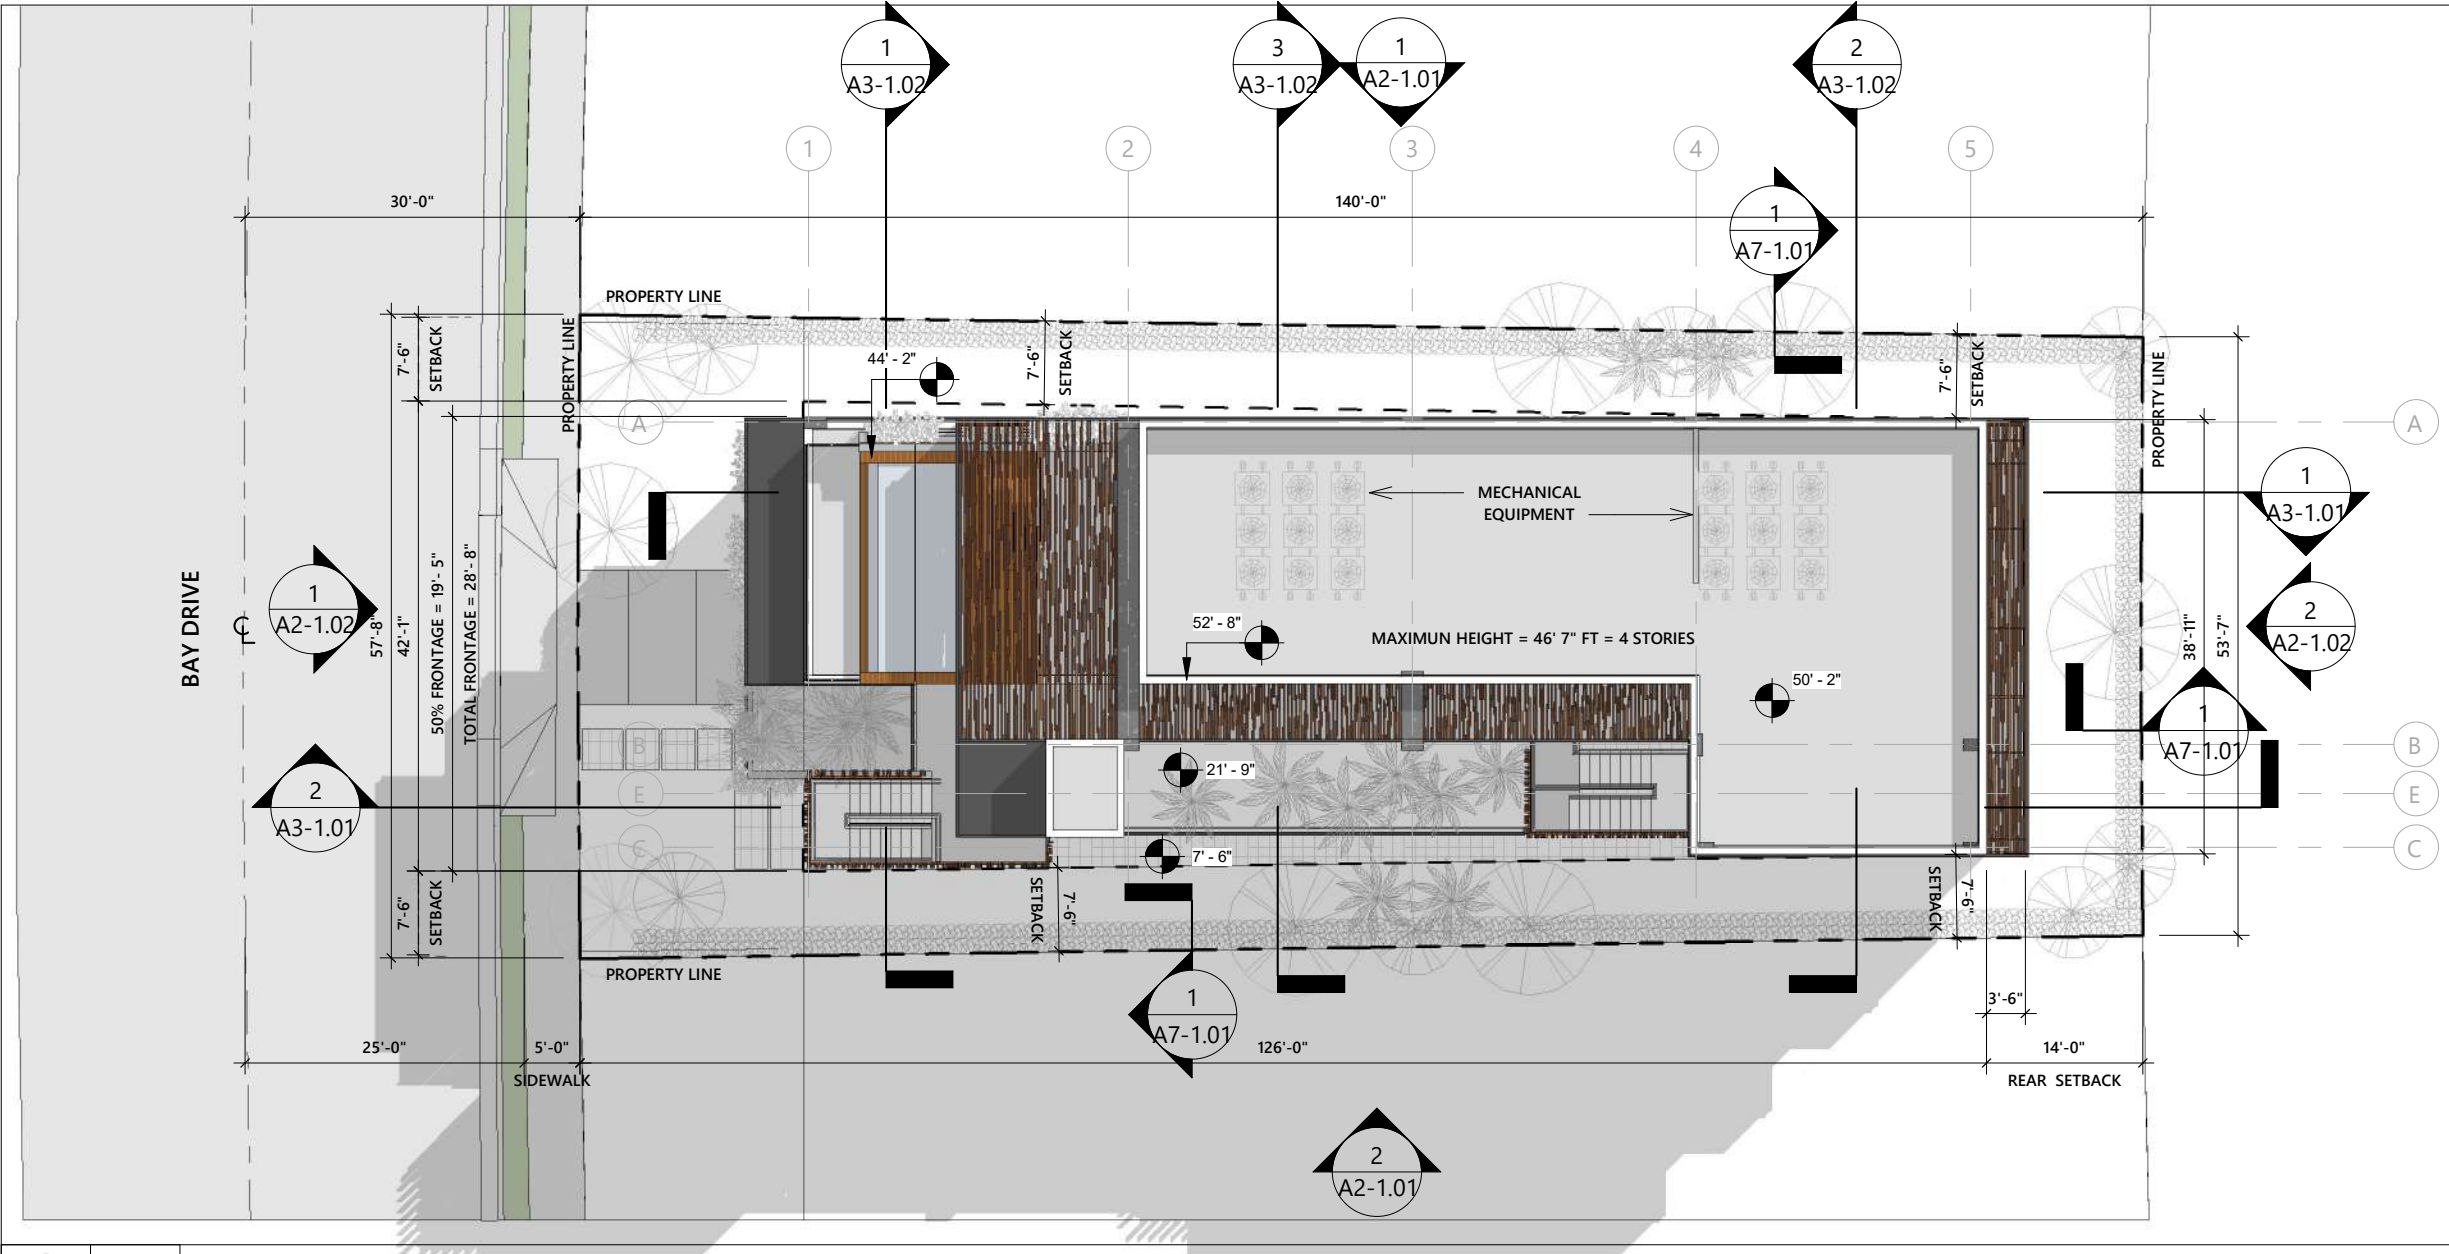 1
A3-1.02
3
A3-1.02
1
A2-1.01
2
A3-1.02
1
2
3
4
5
1
A7-1.01
30'-0"
140'-0"
PROPERTY LINE
PROPERTY LINE
7'-6"
SETBACK
44' - 2"
7'-6"
SETBACK
7'-6"
SETBACK
PROPERTY LINE
A
A
MECHANICAL
EQUIPMENT
1
A3-1.01
BAY DRIVE
CL
1
A2-1.02
57'-8"
42'-1"
50% FRONTAGE = 19'- 5"
TOTAL FRONTAGE = 28'- 8"
52' - 8"
MAXIMUN HEIGHT = 46' 7" FT = 4 STORIES
50' - 2"
38'-11"
53'-7"
2
A2-1.02
1
A7-1.01
B
B
21' - 9"
2
A3-1.01
E
E
C
C
7' - 6"
7'-6"
SETBACK
SETBACK
7'-6"
SETBACK
7'-6"
PROPERTY LINE
1
A7-1.01
3'-6"
25'-0"
5'-0"
126'-0"
14'-0"
SIDEWALK
REAR SETBACK
2
A2-1.01